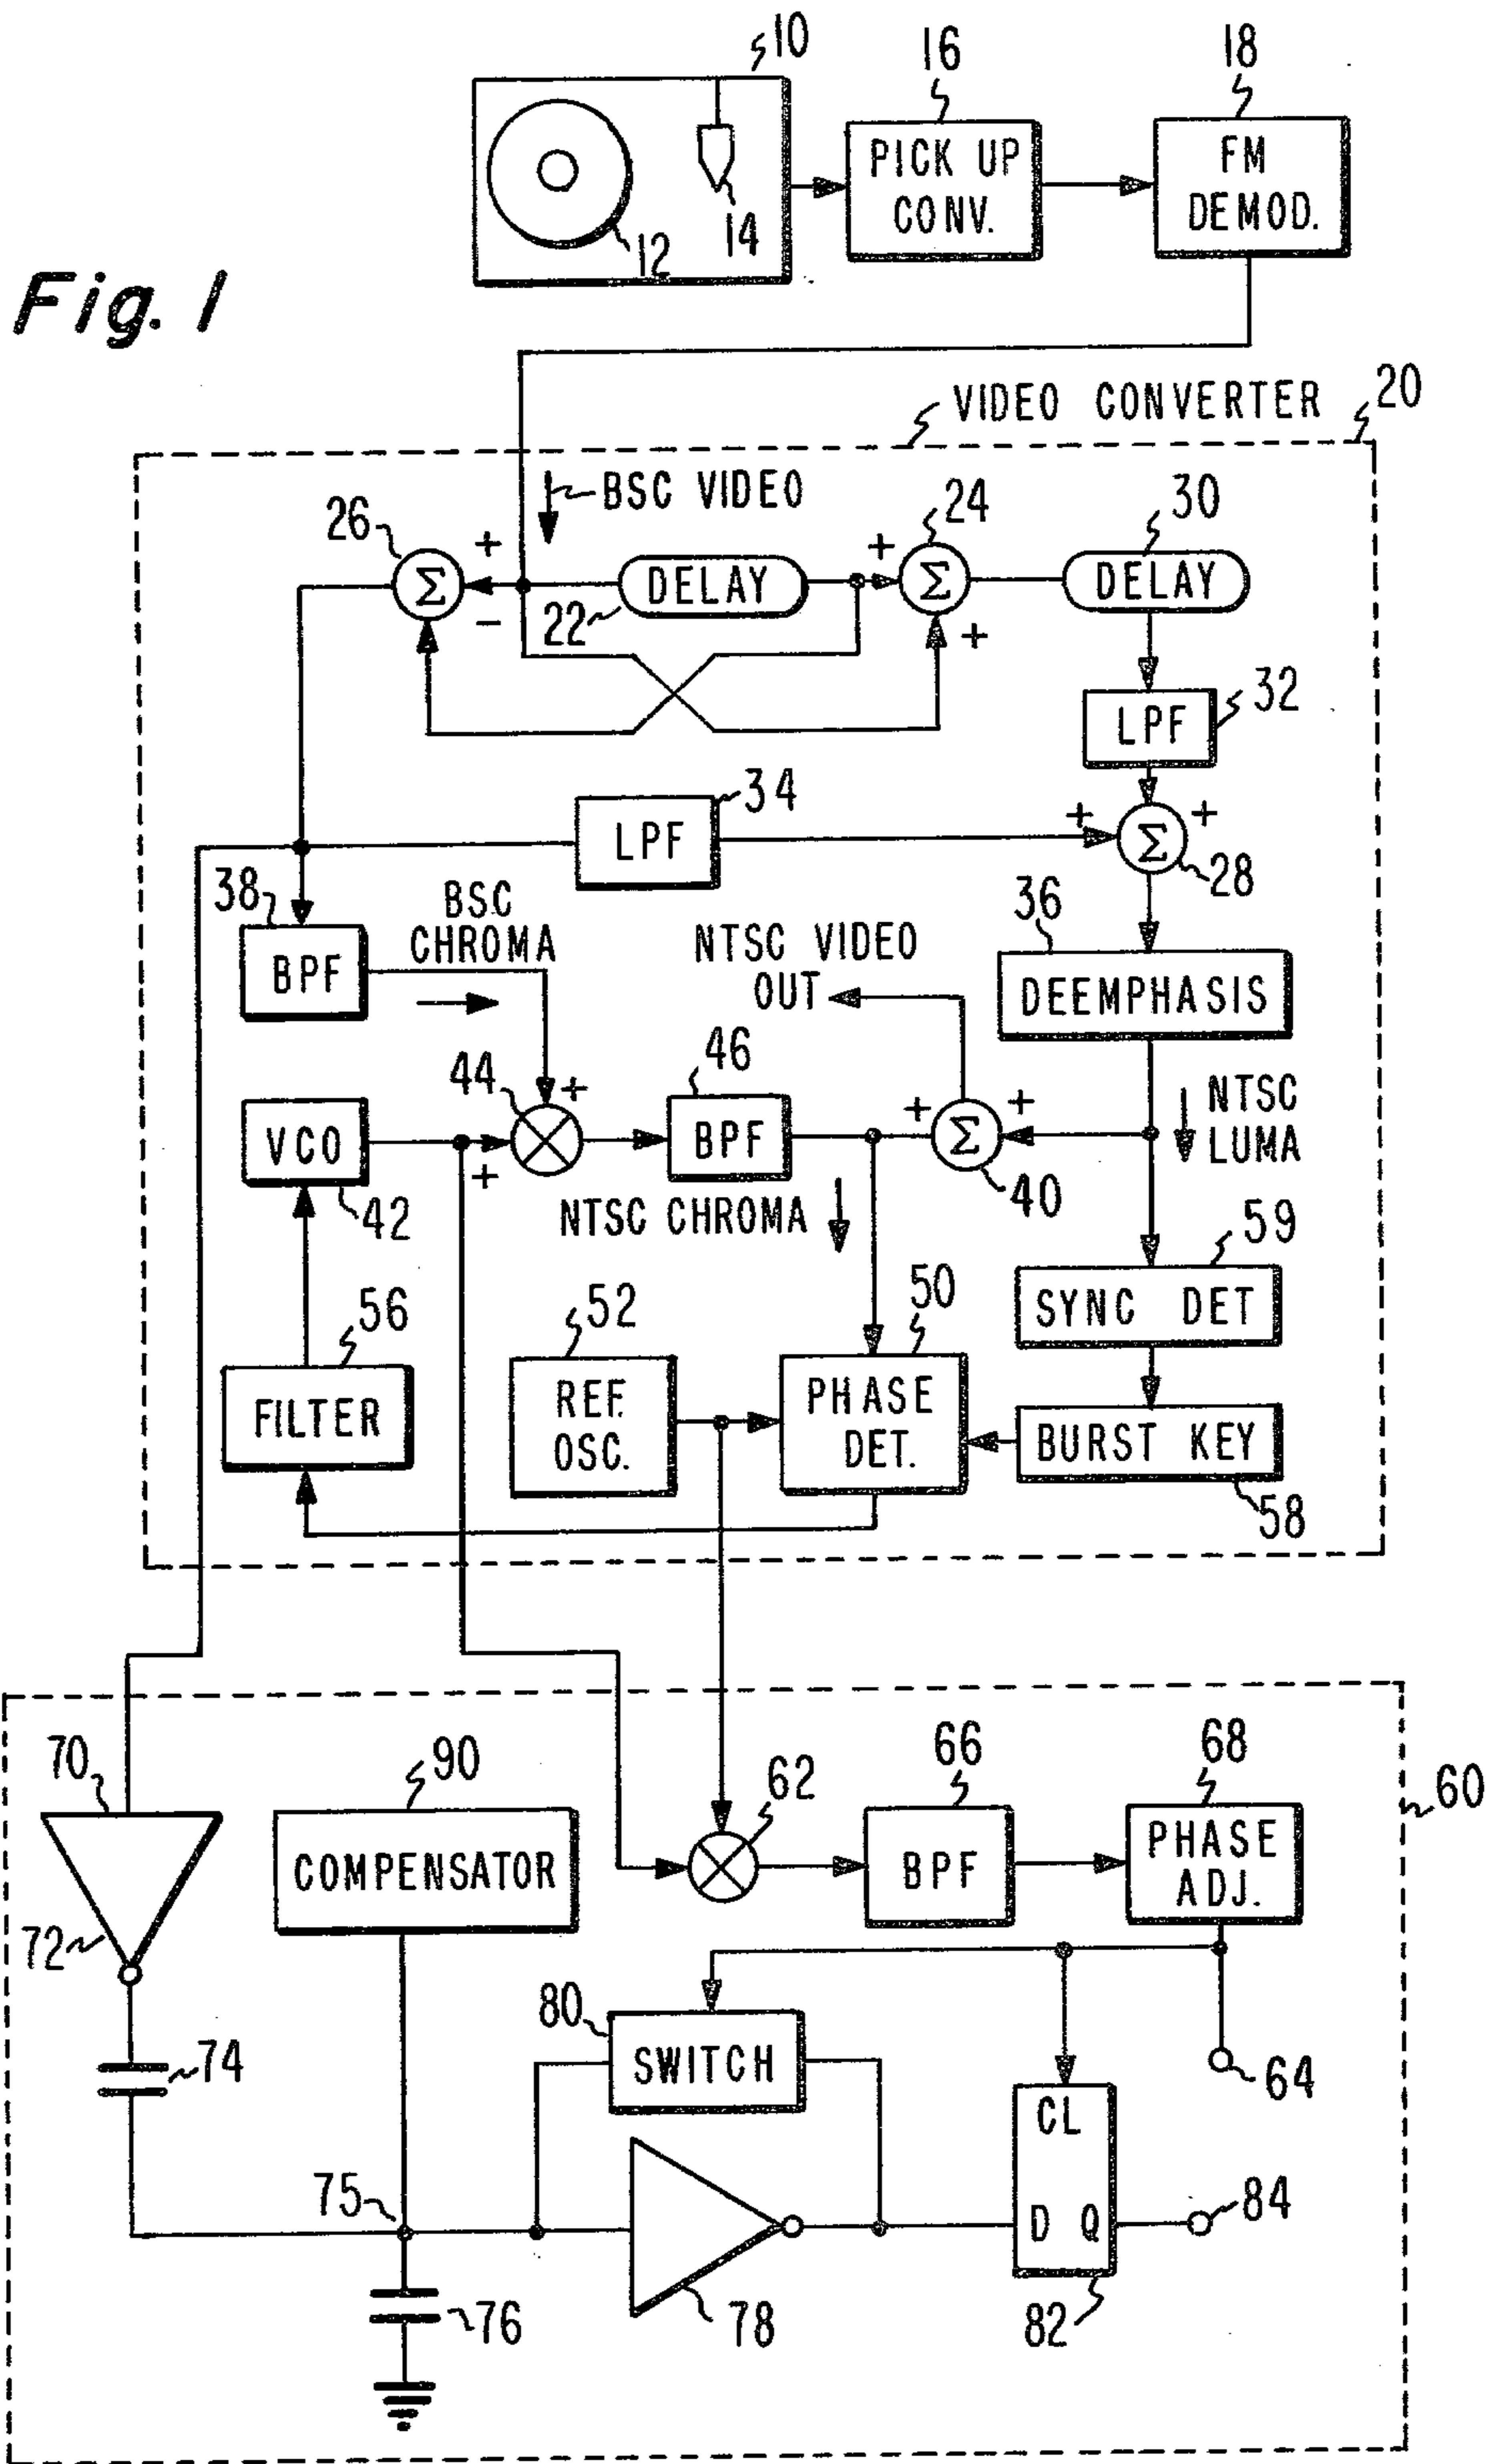 Fig. 1
10
12
14
16
PICK UP
CONV.
18
FM
DEMOD.
VIDEO CONVERTER
20
BSC VIDEO
26
+
Σ
-
DELAY
22
24
+
Σ
+
30
DELAY
LPF
32
34
LPF
+
+
Σ
28
38
BPF
BSC
CHROMA
NTSC VIDEO
OUT
36
DEEMPHASIS
44
+
46
VCO
+
BPF
+
Σ
+
40
NTSC
LUMA
42
NTSC CHROMA
59
SYNC DET
56
FILTER
52
REF.
OSC.
50
PHASE
DET.
BURST KEY
58
60
70
72
90
COMPENSATOR
62
66
BPF
68
PHASE
ADJ.
74
80
SWITCH
64
CL
75
78
D Q
84
76
82